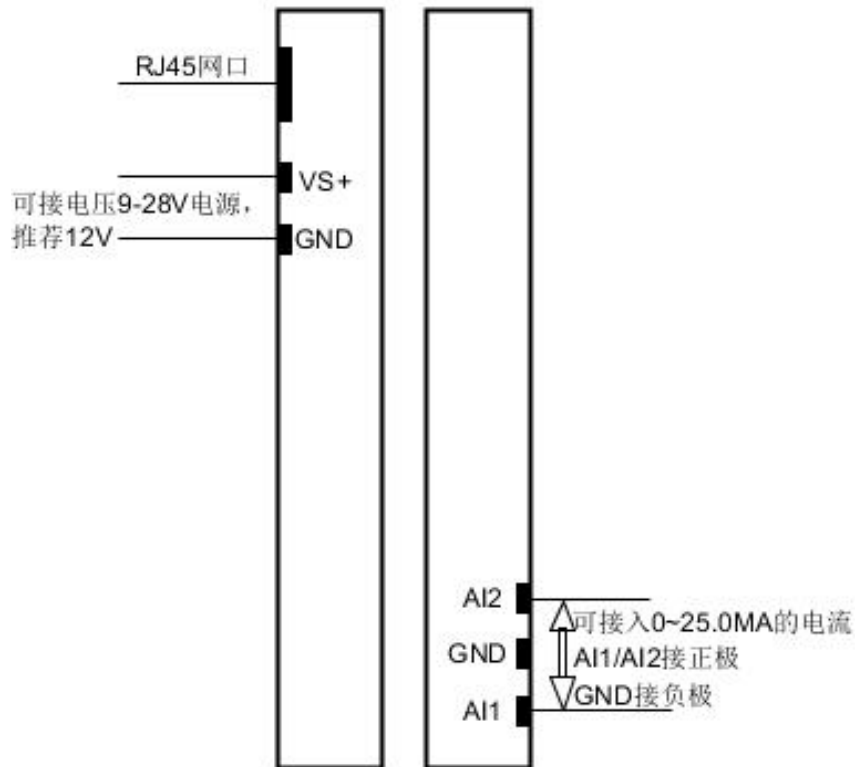 RJ45网口
VS+
可接电压9-28V电源，
推荐12V
GND
AI2
可接入0~25.0MA的电流
GND
AI1/AI2接正极
GND接负极
AI1